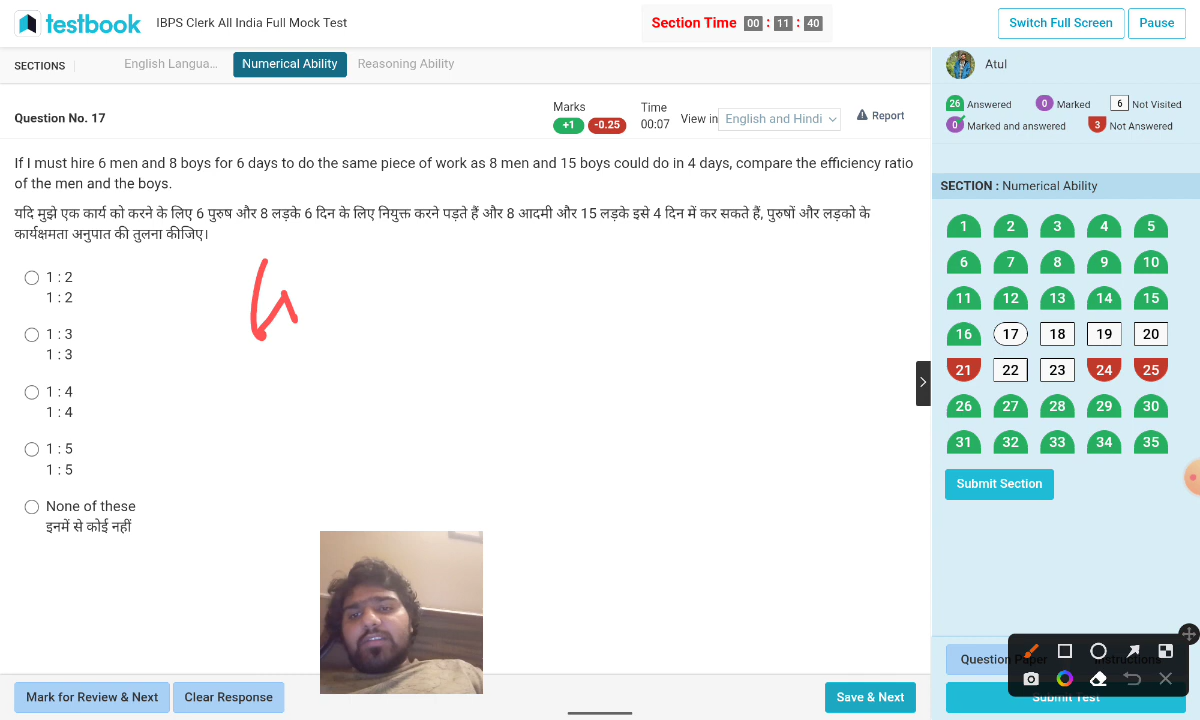 testbook IBPS Clerk All India Full Mock Test Section Time 00 : 11 : 40 Switch Full Screen Pause
SECTIONS English Langua... Numerical Ability Reasoning Ability
Atul
26 Answered 0 Marked 6 Not Visited
0 Marked and answered 3 Not Answered
Question No. 17 Marks +1 -0.25 Time 00:07 View in English and Hindi Report
If I must hire 6 men and 8 boys for 6 days to do the same piece of work as 8 men and 15 boys could do in 4 days, compare the efficiency ratio
of the men and the boys.
यदि मुझे एक कार्य को करने के लिए 6 पुरुष और 8 लड़के 6 दिन के लिए नियुक्त करने पड़ते हैं और 8 आदमी और 15 लड़के इसे 4 दिन में कर सकते हैं, पुरुषों और लड़को के
कार्यक्षमता अनुपात की तुलना कीजिए।
1 : 2
1 : 2
1 : 3
1 : 3
1 : 4
1 : 4
1 : 5
1 : 5
None of these
इनमें से कोई नहीं
SECTION : Numerical Ability
1 2 3 4 5
6 7 8 9 10
11 12 13 14 15
16 17 18 19 20
21 22 23 24 25
26 27 28 29 30
31 32 33 34 35
Submit Section
Question Paper Instructions
Mark for Review & Next Clear Response Save & Next Submit Test